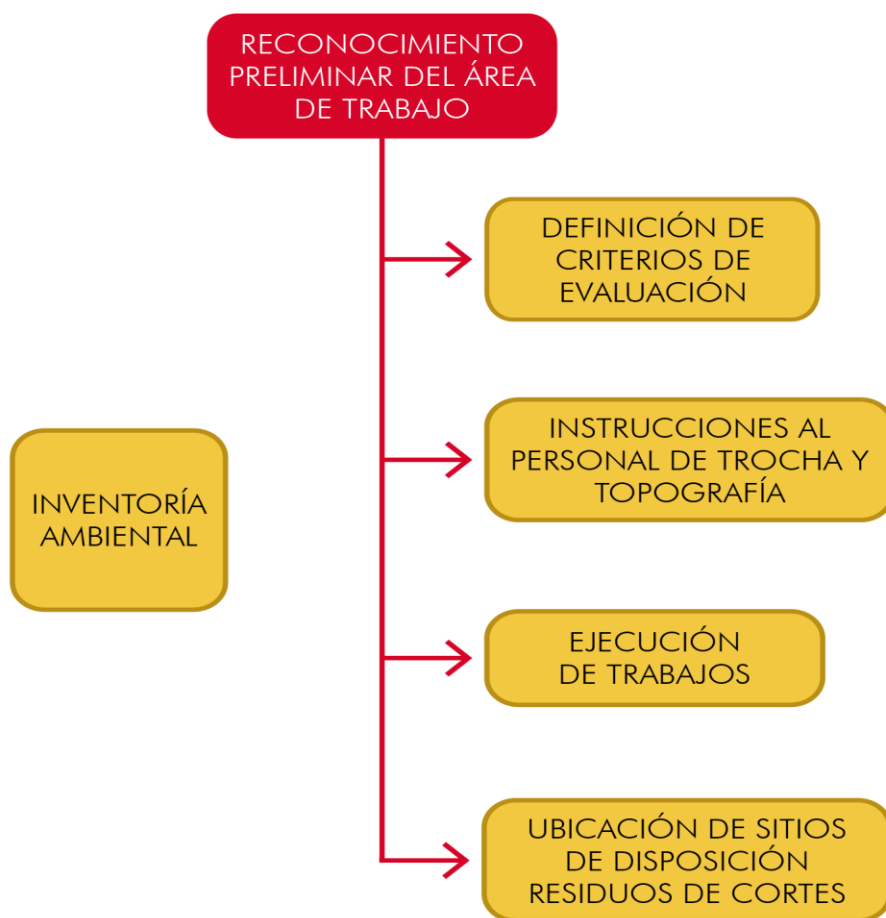 RECONOCIMIENTO
PRELIMINAR DEL ÁREA
DE TRABAJO
DEFINICIÓN DE
CRITERIOS DE
EVALUACIÓN
INSTRUCCIONES AL
PERSONAL DE TROCHA Y
TOPOGRAFÍA
INVENTORÍA
AMBIENTAL
EJECUCIÓN
DE TRABAJOS
UBICACIÓN DE SITIOS
DE DISPOSICIÓN
RESIDUOS DE CORTES